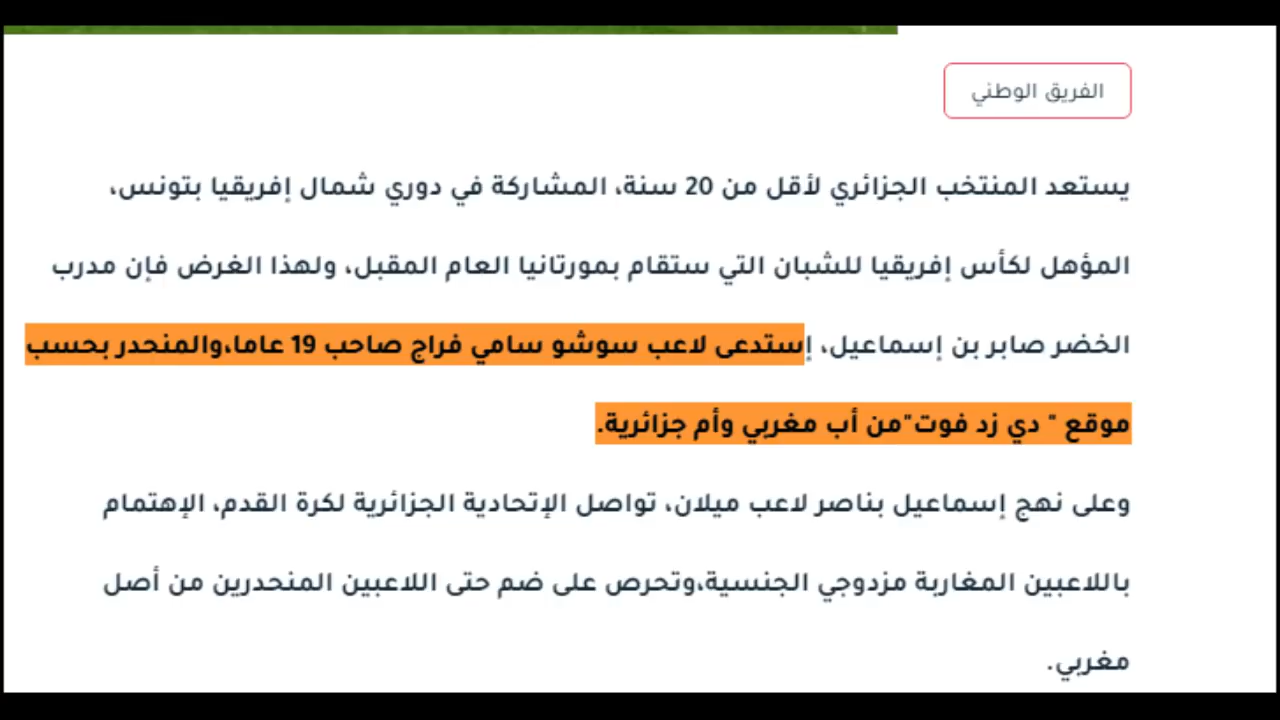 الفريق الوطني
يستعد المنتخب الجزائري لأقل من 20 سنة، المشاركة في دوري شمال إفريقيا بتونس،
المؤهل لكأس إفريقيا للشبان التي ستقام بمورتانيا العام المقبل، ولهذا الغرض فإن مدرب
الخضر صابر بن إسماعيل، إستدعى لاعب سوشو سامي فراج صاحب 19 عاما،والمنحدر بحسب
موقع " دي زد فوت"من أب مغربي وأم جزائرية.
وعلى نهج إسماعيل بناصر لاعب ميلان، تواصل الإتحادية الجزائرية لكرة القدم، الإهتمام
باللاعبين المغاربة مزدوجي الجنسية،وتحرص على ضم حتى اللاعبين المنحدرين من أصل
مغربي.